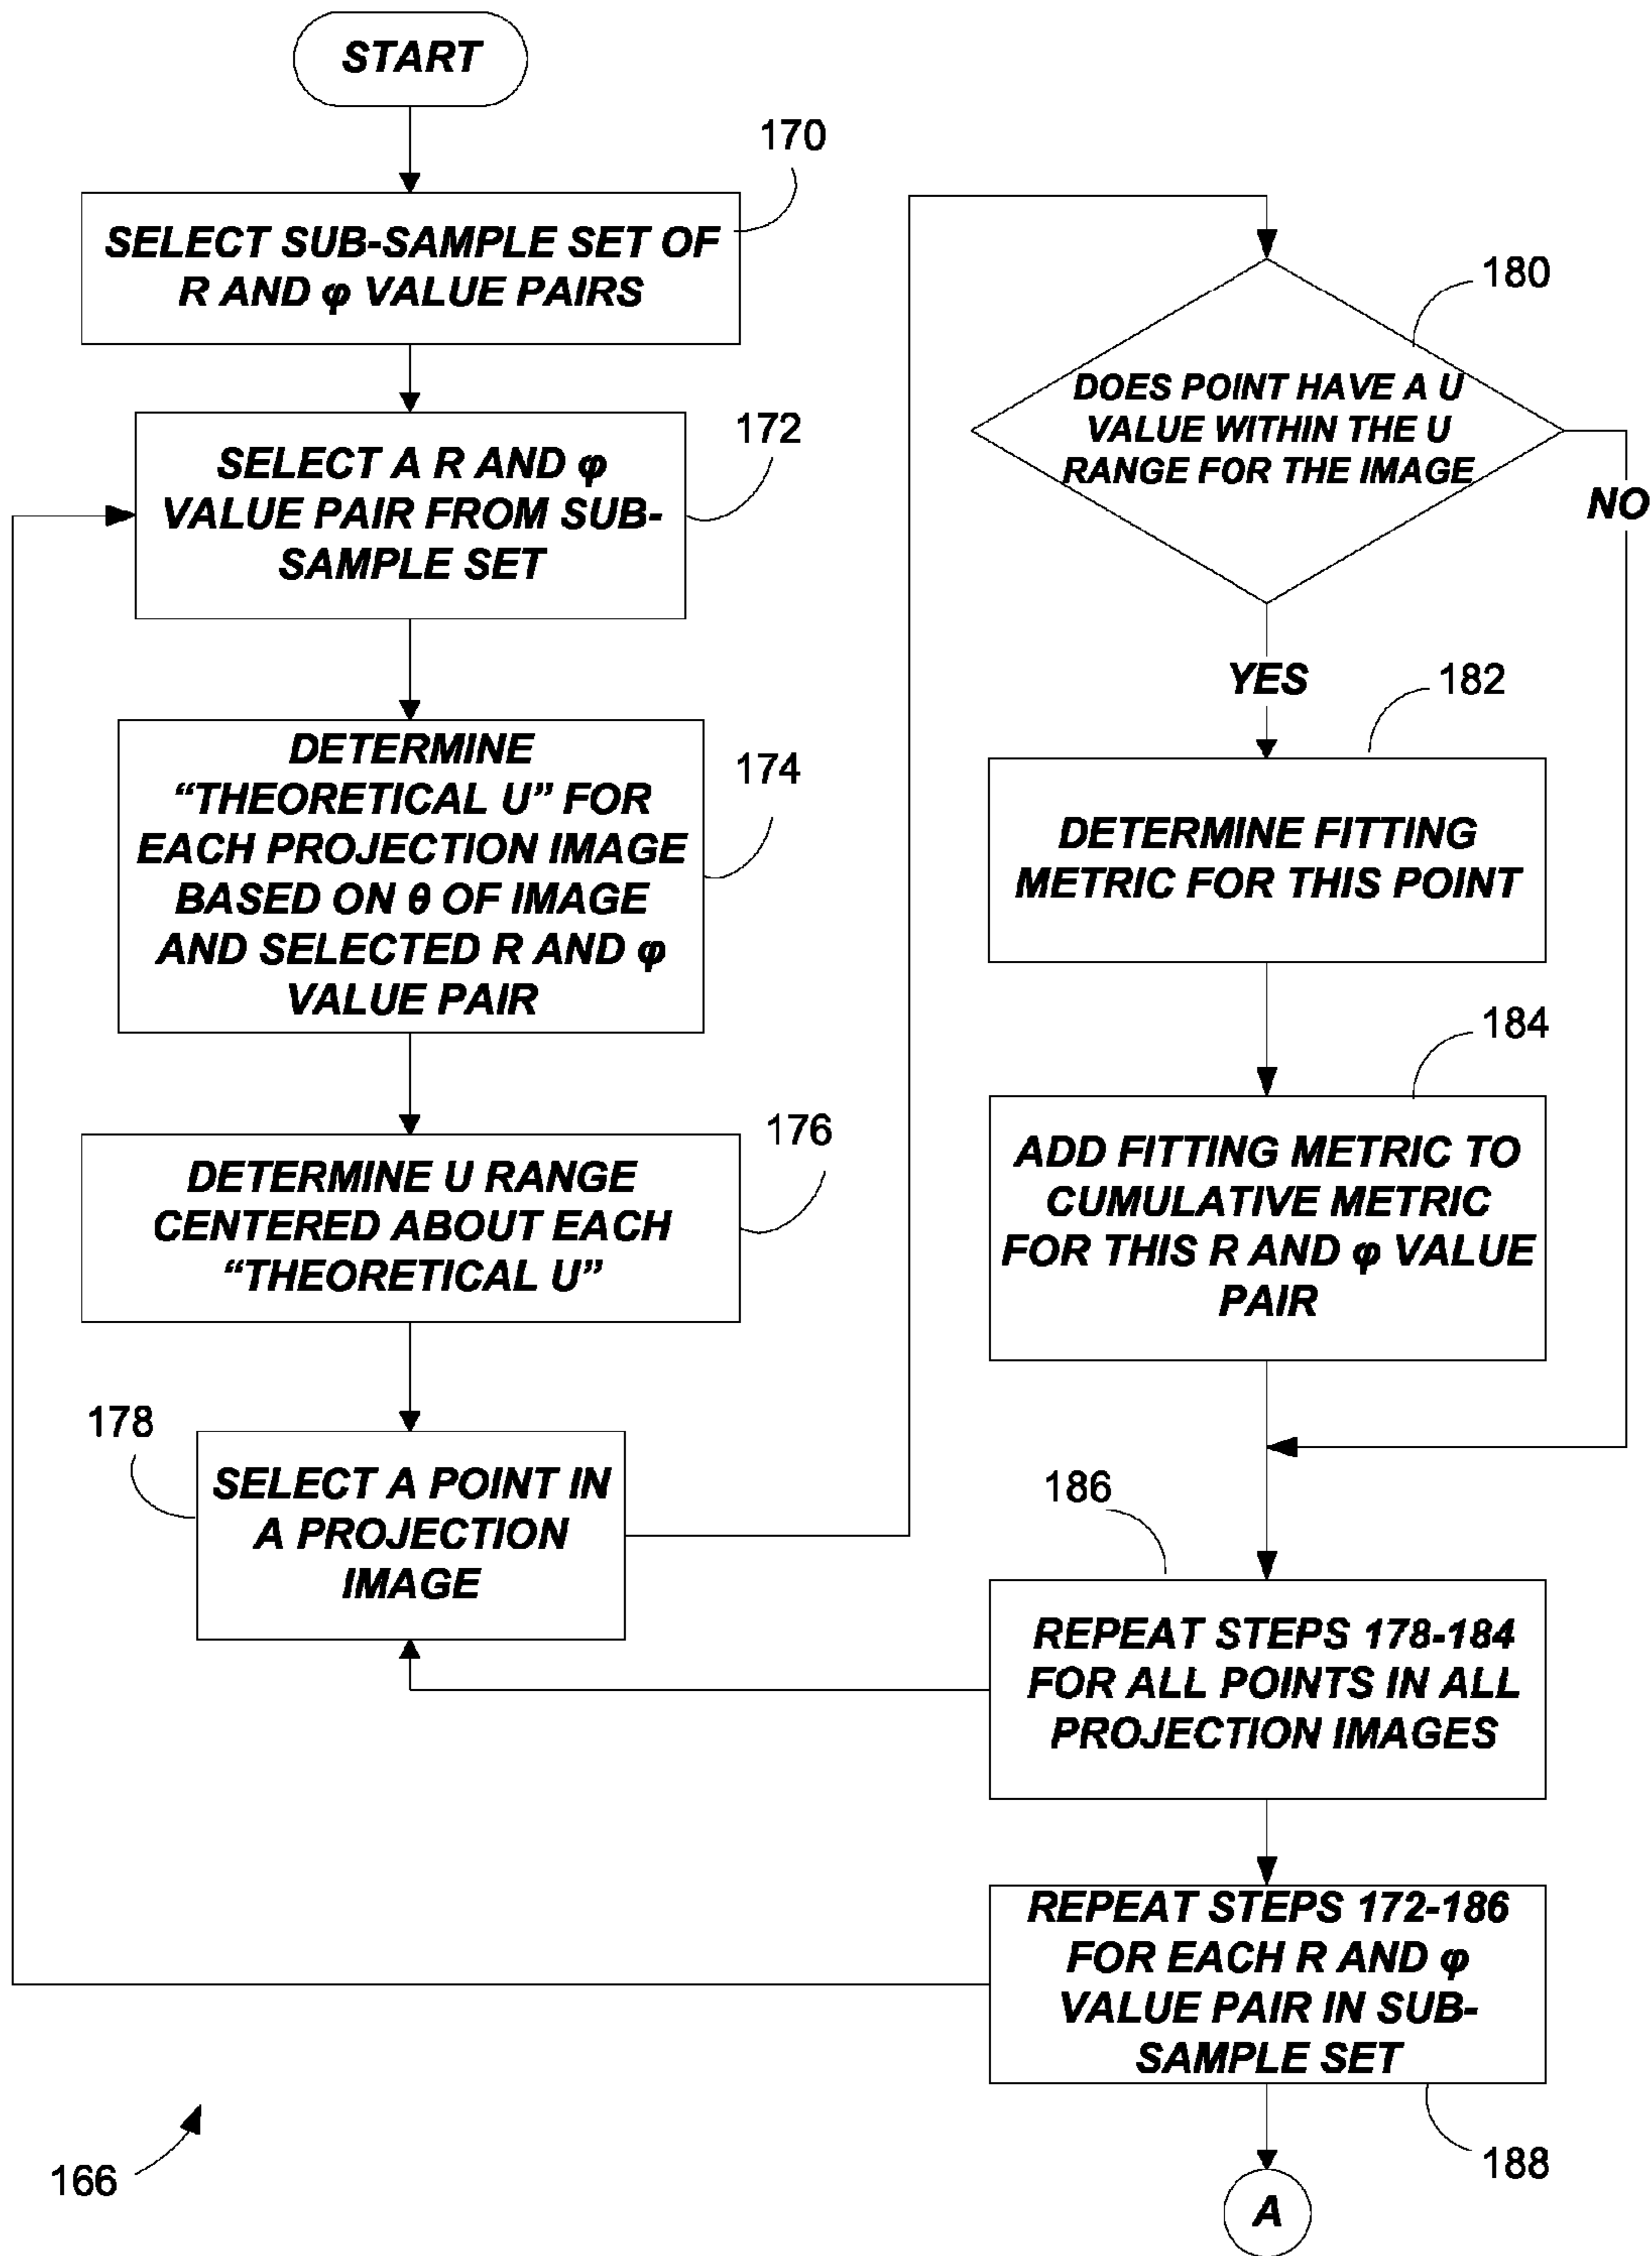 START
170
SELECT SUB-SAMPLE SET OF
R AND φ VALUE PAIRS
172
SELECT A R AND φ
VALUE PAIR FROM SUB-
SAMPLE SET
174
DETERMINE
“THEORETICAL U” FOR
EACH PROJECTION IMAGE
BASED ON θ OF IMAGE
AND SELECTED R AND φ
VALUE PAIR
176
DETERMINE U RANGE
CENTERED ABOUT EACH
“THEORETICAL U”
178
SELECT A POINT IN
A PROJECTION
IMAGE
180
DOES POINT HAVE A U
VALUE WITHIN THE U
RANGE FOR THE IMAGE
NO
YES
182
DETERMINE FITTING
METRIC FOR THIS POINT
184
ADD FITTING METRIC TO
CUMULATIVE METRIC
FOR THIS R AND φ VALUE
PAIR
186
REPEAT STEPS 178-184
FOR ALL POINTS IN ALL
PROJECTION IMAGES
REPEAT STEPS 172-186
FOR EACH R AND φ
VALUE PAIR IN SUB-
SAMPLE SET
188
A
166